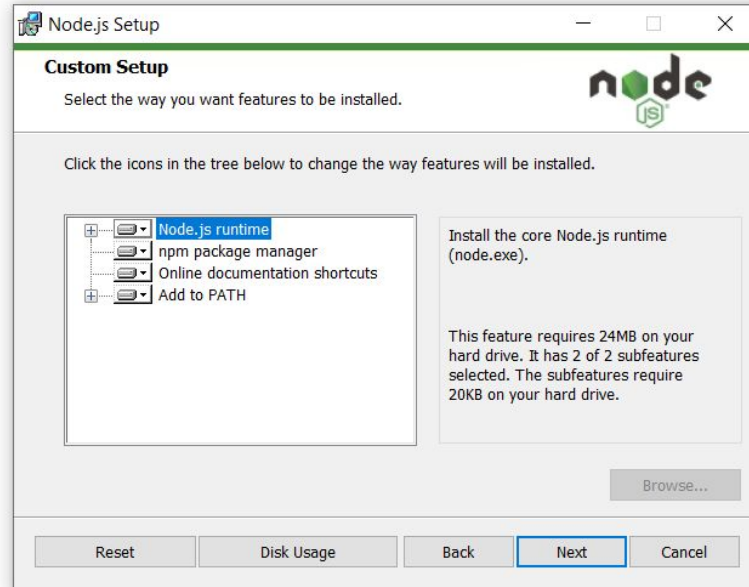 Node.js Setup
Custom Setup
Select the way you want features to be installed.
node
JS
Click the icons in the tree below to change the way features will be installed.
Node.js runtime
npm package manager
Online documentation shortcuts
Add to PATH
Install the core Node.js runtime
(node.exe).
This feature requires 24MB on your
hard drive. It has 2 of 2 subfeatures
selected. The subfeatures require
20KB on your hard drive.
Browse...
Reset
Disk Usage
Back
Next
Cancel